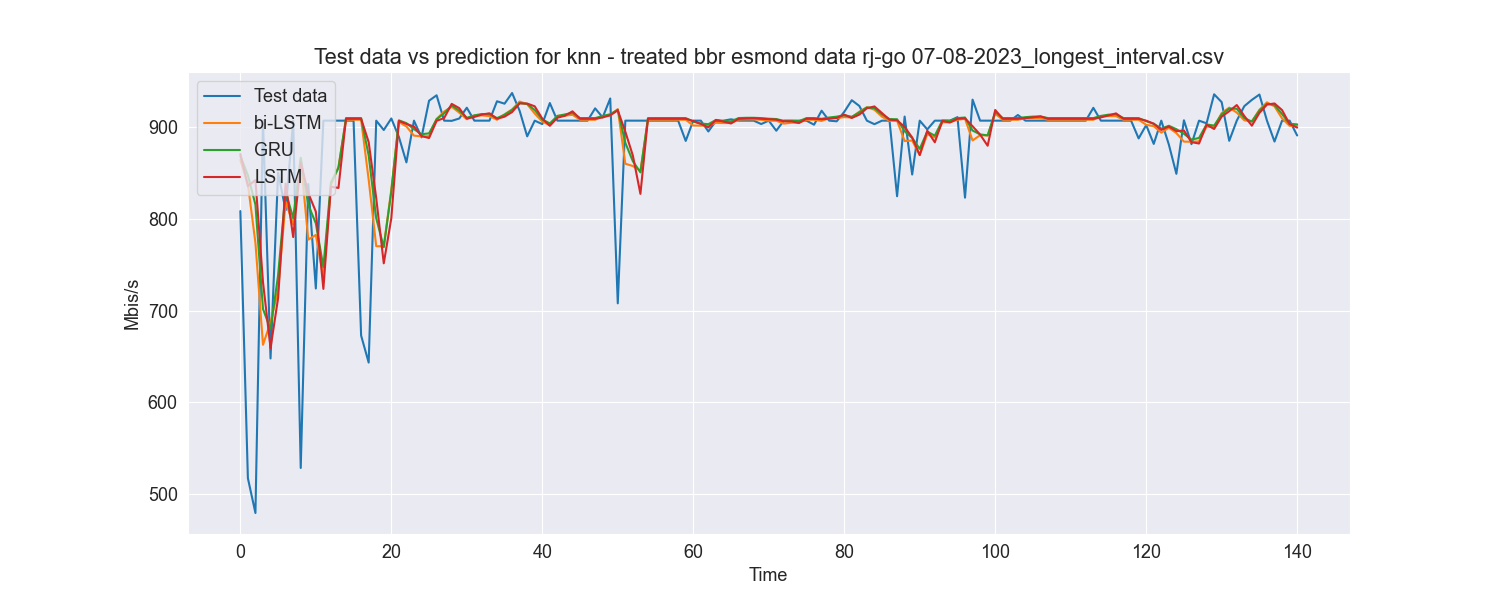 Test data vs prediction for knn - treated bbr esmond data rj-go 07-08-2023_longest_interval.csv
Test data
bi-LSTM
GRU
LSTM
900
800
700
600
500
Mbis/s
0 20 40 60 80 100 120 140
Time